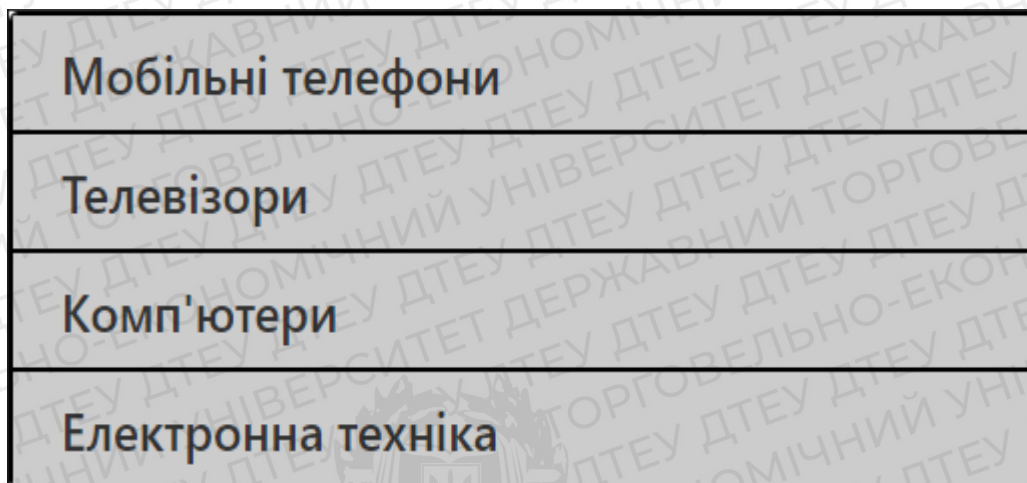 Мобільні телефони
Телевізори
Комп'ютери
Електронна техніка